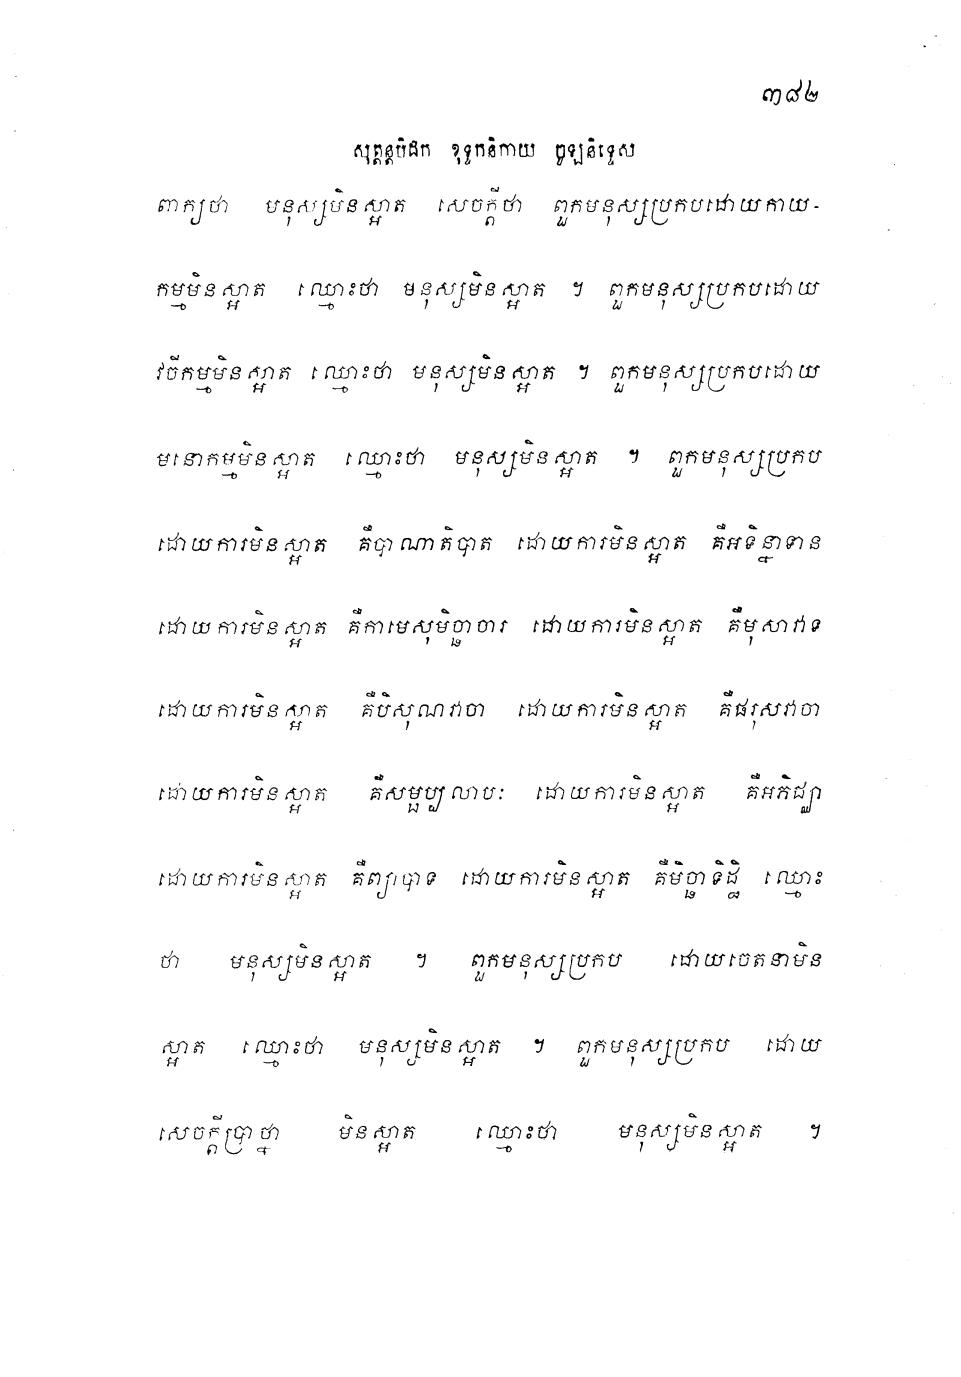 ៣៨២
សុត្តន្តបិដក ខុទ្ទកនិកាយ ចូឡនិទ្ទេស
ពាក្យថា មនុស្សមិនស្អាត សេចក្តីថា ពួកមនុស្សប្រកបដោយកាយ-
កម្មមិនស្អាត ឈ្មោះថា មនុស្សមិនស្អាត ។ ពួកមនុស្សប្រកបដោយ
វចីកម្មមិនស្អាត ឈ្មោះថា មនុស្សមិនស្អាត ។ ពួកមនុស្សប្រកបដោយ
មនោកម្មមិនស្អាត ឈ្មោះថា មនុស្សមិនស្អាត ។ ពួកមនុស្សប្រកប
ដោយការមិនស្អាត គឺបាណាតិបាត ដោយការមិនស្អាត គឺអទិន្នាទាន
ដោយការមិនស្អាត គឺកាមេសុមិច្ឆាចារ ដោយការមិនស្អាត គឺមុសាវាទ
ដោយការមិនស្អាត គឺបិសុណវាចា ដោយការមិនស្អាត គឺផរុសវាចា
ដោយការមិនស្អាត គឺសម្ផប្បលាបៈ ដោយការមិនស្អាត គឺអភិជ្ឈា
ដោយការមិនស្អាត គឺព្យាបាទ ដោយការមិនស្អាត គឺមិច្ឆាទិដ្ឋិ ឈ្មោះ
ថា មនុស្សមិនស្អាត ។ ពួកមនុស្សប្រកប ដោយចេតនាមិន
ស្អាត ឈ្មោះថា មនុស្សមិនស្អាត ។ ពួកមនុស្សប្រកប ដោយ
សេចក្តីប្រាថ្នា មិនស្អាត ឈ្មោះថា មនុស្សមិនស្អាត ។